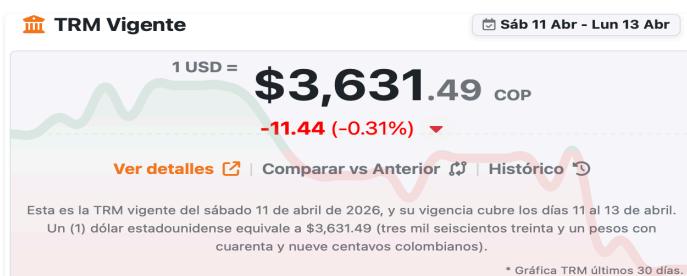 TRM Vigente
Sáb 11 Abr - Lun 13 Abr
1 USD = $3,631.49 COP
-11.44 (-0.31%)
Ver detalles | Comparar vs Anterior | Histórico
Esta es la TRM vigente del sábado 11 de abril de 2026, y su vigencia cubre los días 11 al 13 de abril.
Un (1) dólar estadounidense equivale a $3,631.49 (tres mil seiscientos treinta y un pesos con
cuarenta y nueve centavos colombianos).
* Gráfica TRM últimos 30 días.